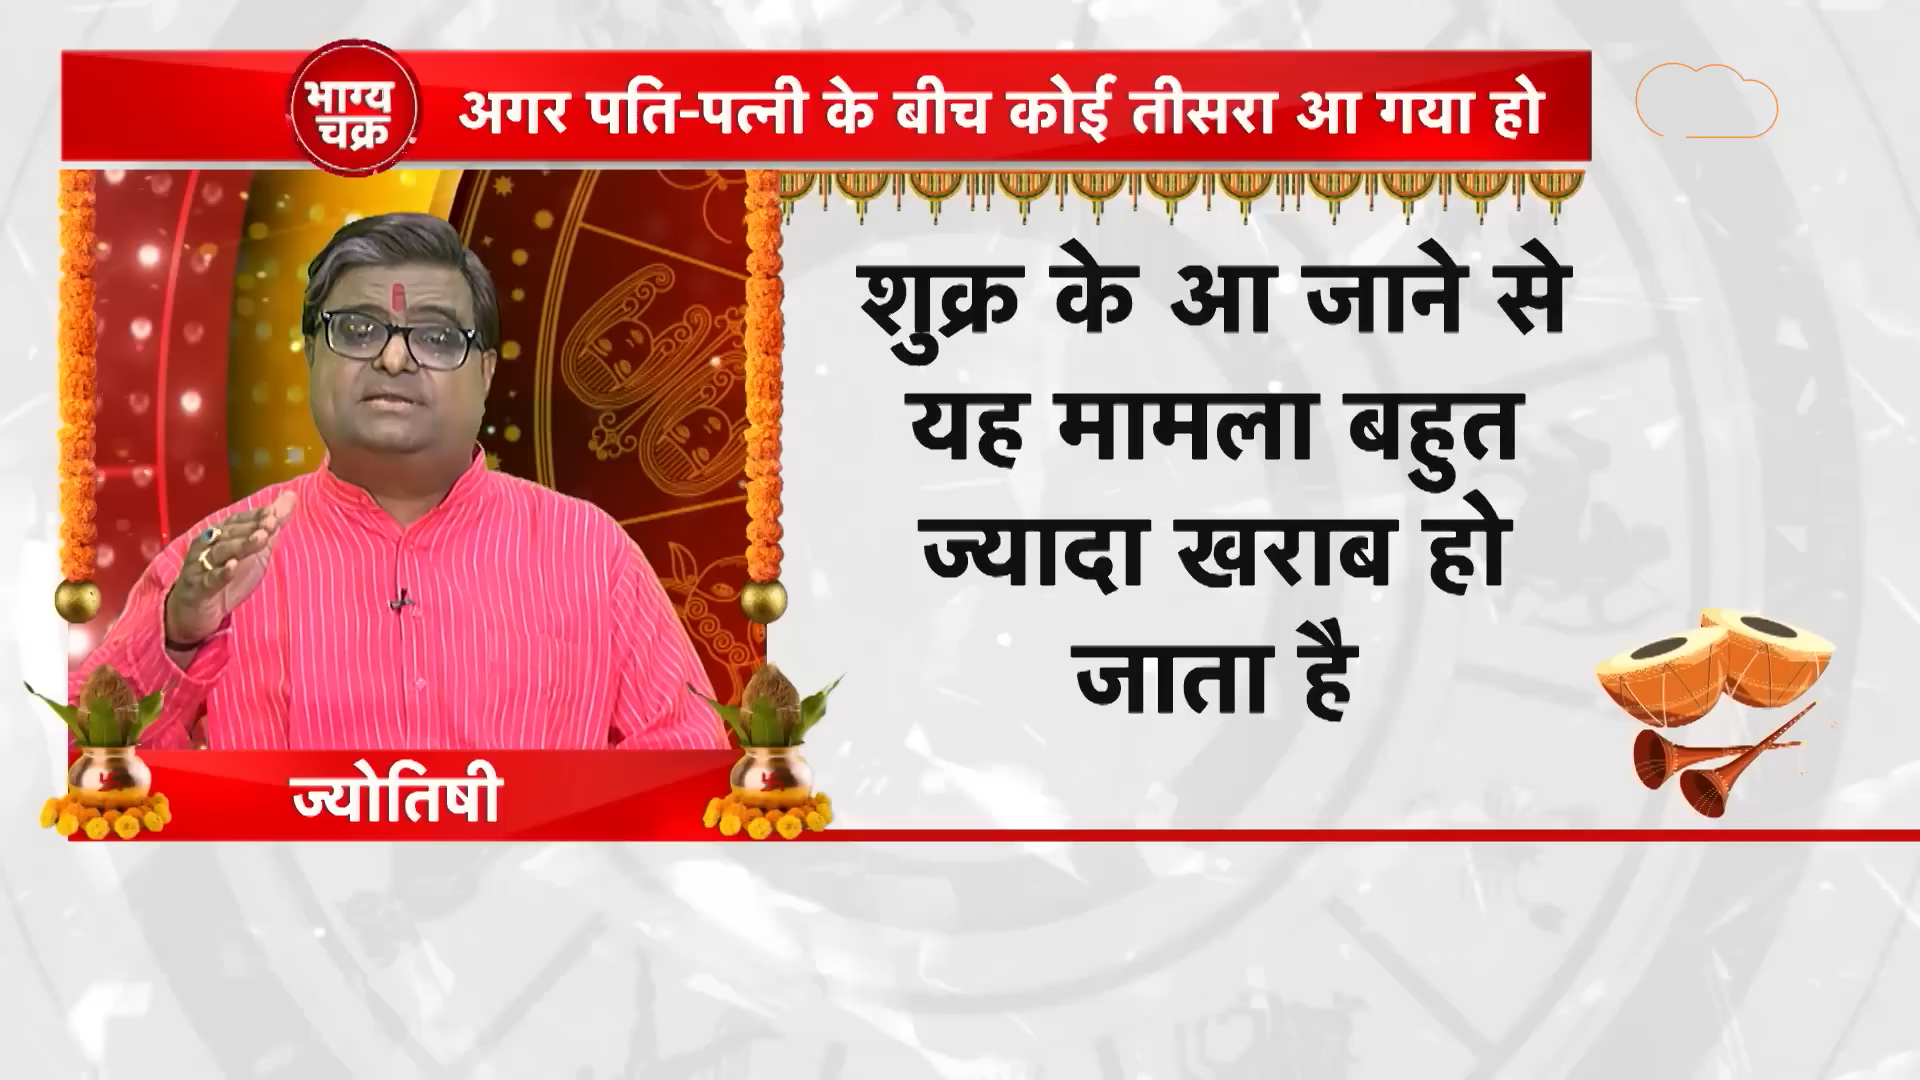 भाग्य
चक्र
अगर पति-पत्नी के बीच कोई तीसरा आ गया हो
शुक्र के आ जाने से
यह मामला बहुत
ज्यादा खराब हो
जाता है
ज्योतिषी